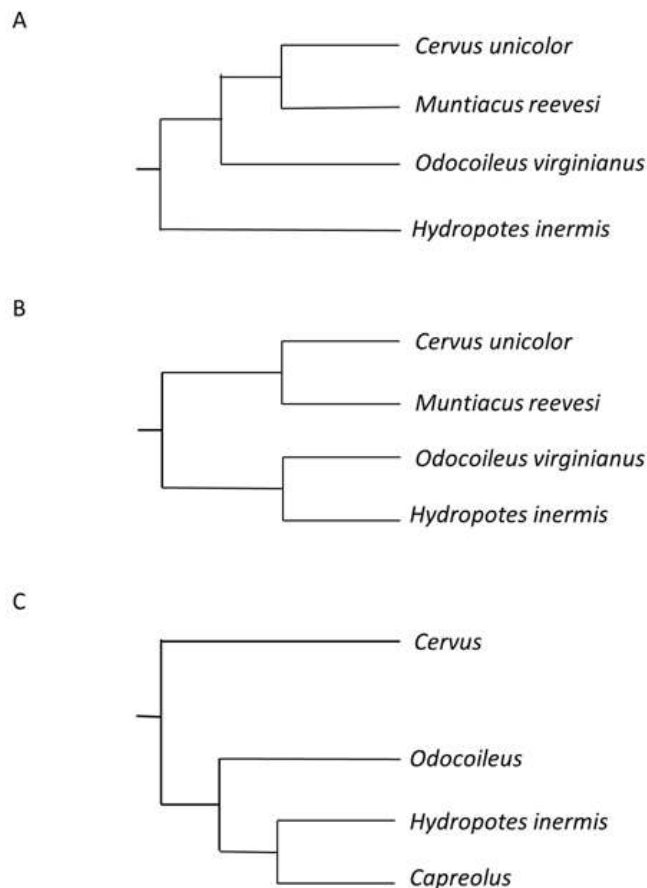 A
Cervus unicolor
Muntiacus reevesi
Odocoileus virginianus
Hydropotes inermis
B
Cervus unicolor
Muntiacus reevesi
Odocoileus virginianus
Hydropotes inermis
C
Cervus
Odocoileus
Hydropotes inermis
Capreolus